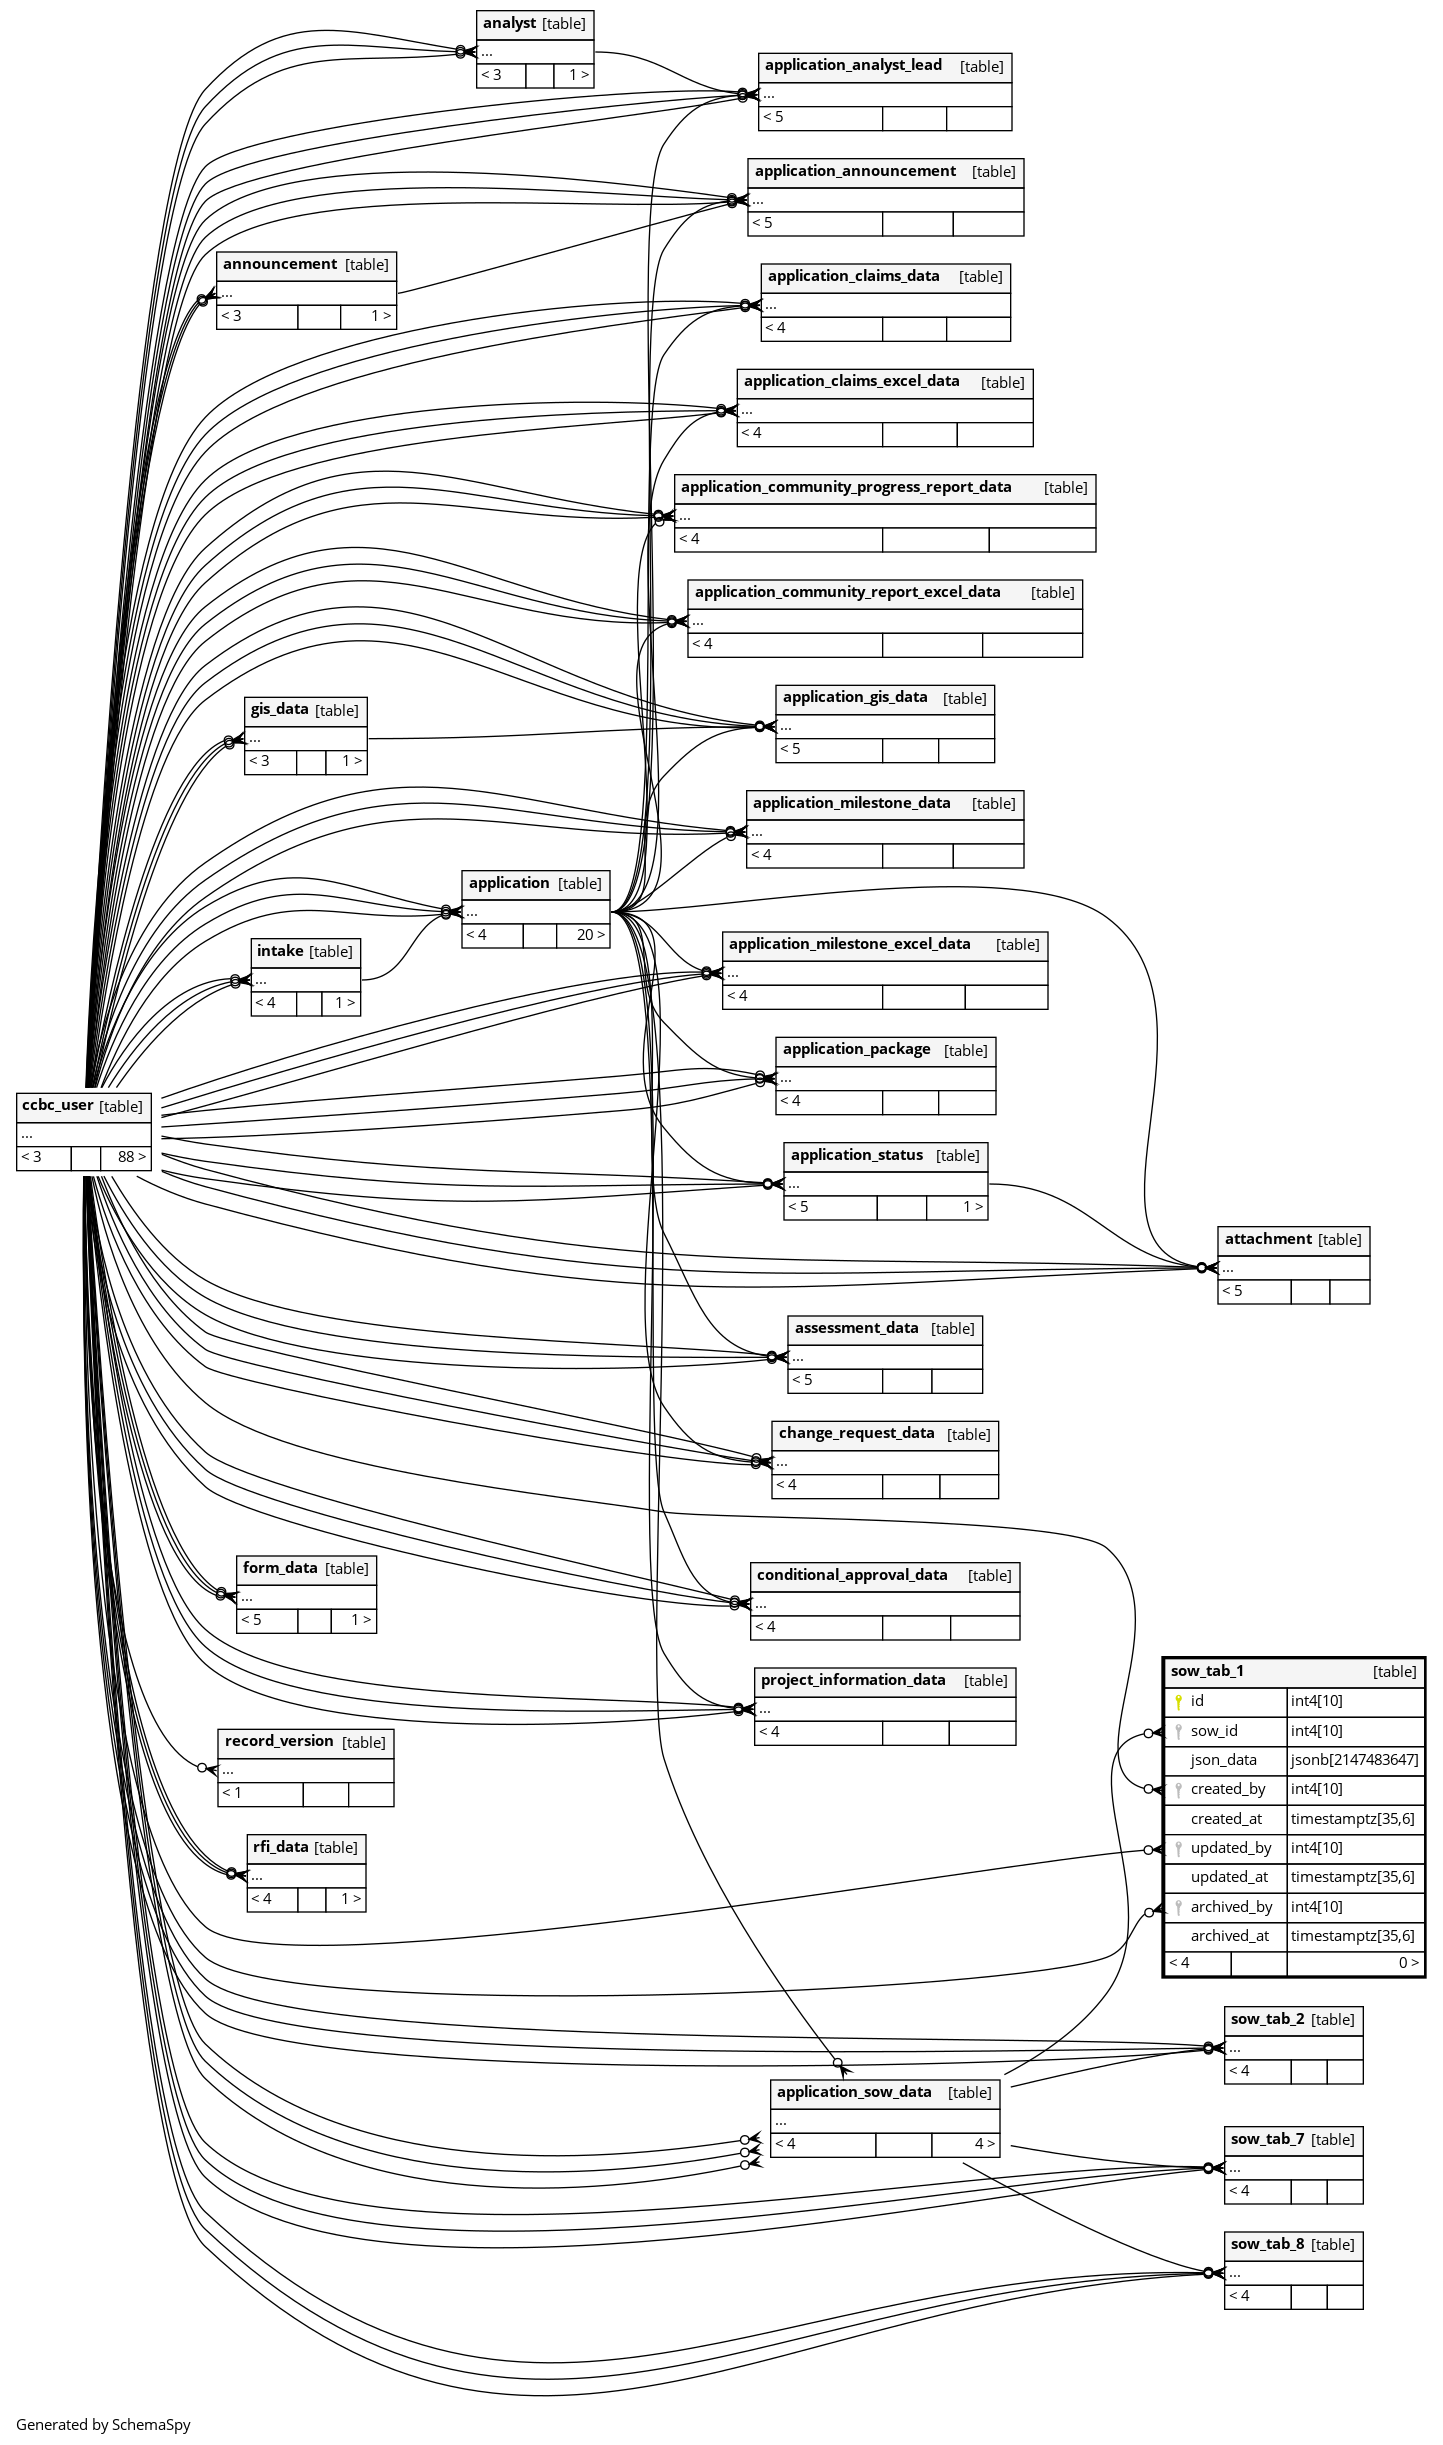 analyst [table]
...
< 3 1 >
application_analyst_lead [table]
...
< 5
application_announcement [table]
...
< 5
announcement [table]
...
< 3 1 >
application_claims_data [table]
...
< 4
application_claims_excel_data [table]
...
< 4
application_community_progress_report_data [table]
...
< 4
application_community_report_excel_data [table]
...
< 4
application_gis_data [table]
...
< 5
gis_data [table]
...
< 3 1 >
application_milestone_data [table]
...
< 4
application [table]
...
< 4 20 >
application_milestone_excel_data [table]
...
< 4
intake [table]
...
< 4 1 >
application_package [table]
...
< 4
ccbc_user [table]
...
< 3 88 >
application_status [table]
...
< 5 1 >
attachment [table]
...
< 5
assessment_data [table]
...
< 5
change_request_data [table]
...
< 4
form_data [table]
...
< 5 1 >
conditional_approval_data [table]
...
< 4
project_information_data [table]
...
< 4
sow_tab_1 [table]
id int4[10]
sow_id int4[10]
json_data jsonb[2147483647]
created_by int4[10]
created_at timestamptz[35,6]
updated_by int4[10]
updated_at timestamptz[35,6]
archived_by int4[10]
archived_at timestamptz[35,6]
< 4 0 >
record_version [table]
...
< 1
rfi_data [table]
...
< 4 1 >
sow_tab_2 [table]
...
< 4
application_sow_data [table]
...
< 4 4 >
sow_tab_7 [table]
...
< 4
sow_tab_8 [table]
...
< 4
Generated by SchemaSpy